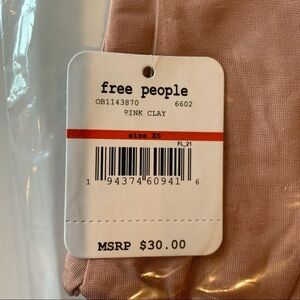 free people
OB1143870 6602
PINK CLAY
size XS
FL_21
1 94374 60941 6
MSRP $30.00